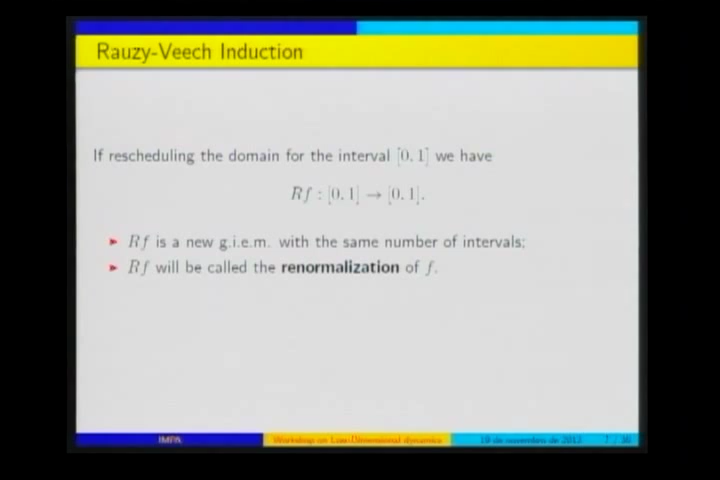 Rauzy-Veech Induction
If rescheduling the domain for the interval [0, 1] we have
Rf : [0, 1] → [0, 1].
► Rf is a new g.i.e.m. with the same number of intervals;
► Rf will be called the renormalization of f.
IMPA Workshop on Low-Dimensional dynamics 19 de novembro de 2013 7 / 36